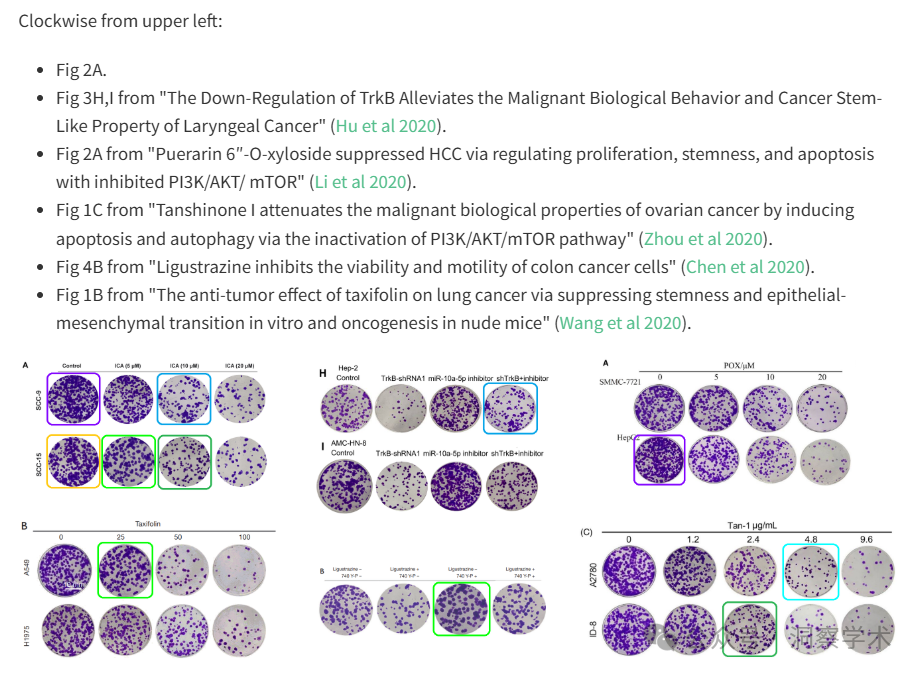 Clockwise from upper left:
Fig 2A.
Fig 3H,I from "The Down-Regulation of TrkB Alleviates the Malignant Biological Behavior and Cancer Stem-
Like Property of Laryngeal Cancer" (Hu et al 2020).
Fig 2A from "Puerarin 6″-O-xyloside suppressed HCC via regulating proliferation, stemness, and apoptosis
with inhibited PI3K/AKT/ mTOR" (Li et al 2020).
Fig 1C from "Tanshinone I attenuates the malignant biological properties of ovarian cancer by inducing
apoptosis and autophagy via the inactivation of PI3K/AKT/mTOR pathway" (Zhou et al 2020).
Fig 4B from "Ligustrazine inhibits the viability and motility of colon cancer cells" (Chen et al 2020).
Fig 1B from "The anti-tumor effect of taxifolin on lung cancer via suppressing stemness and epithelial-
mesenchymal transition in vitro and oncogenesis in nude mice" (Wang et al 2020).
A
Control ICA (5 μM) ICA (10 μM) ICA (20 μM)
SCC-9
SCC-15
H
Hep-2
Control TrkB-shRNA1 miR-10a-5p inhibitor shTrkB+inhibitor
I
AMC-HN-8
Control TrkB-shRNA1 miR-10a-5p inhibitor shTrkB+inhibitor
A
POX/μM
0 5 10 20
SMMC-7721
B
Taxifolin
0 25 50 100
A549
H1975
B
Ligustrazine − Ligustrazine + Ligustrazine − Ligustrazine +
740 Y-P − 740 Y-P − 740 Y-P + 740 Y-P +
(C)
Tan-1 μg/mL
0 1.2 2.4 4.8 9.6
A2780
ID-8
洞察学术